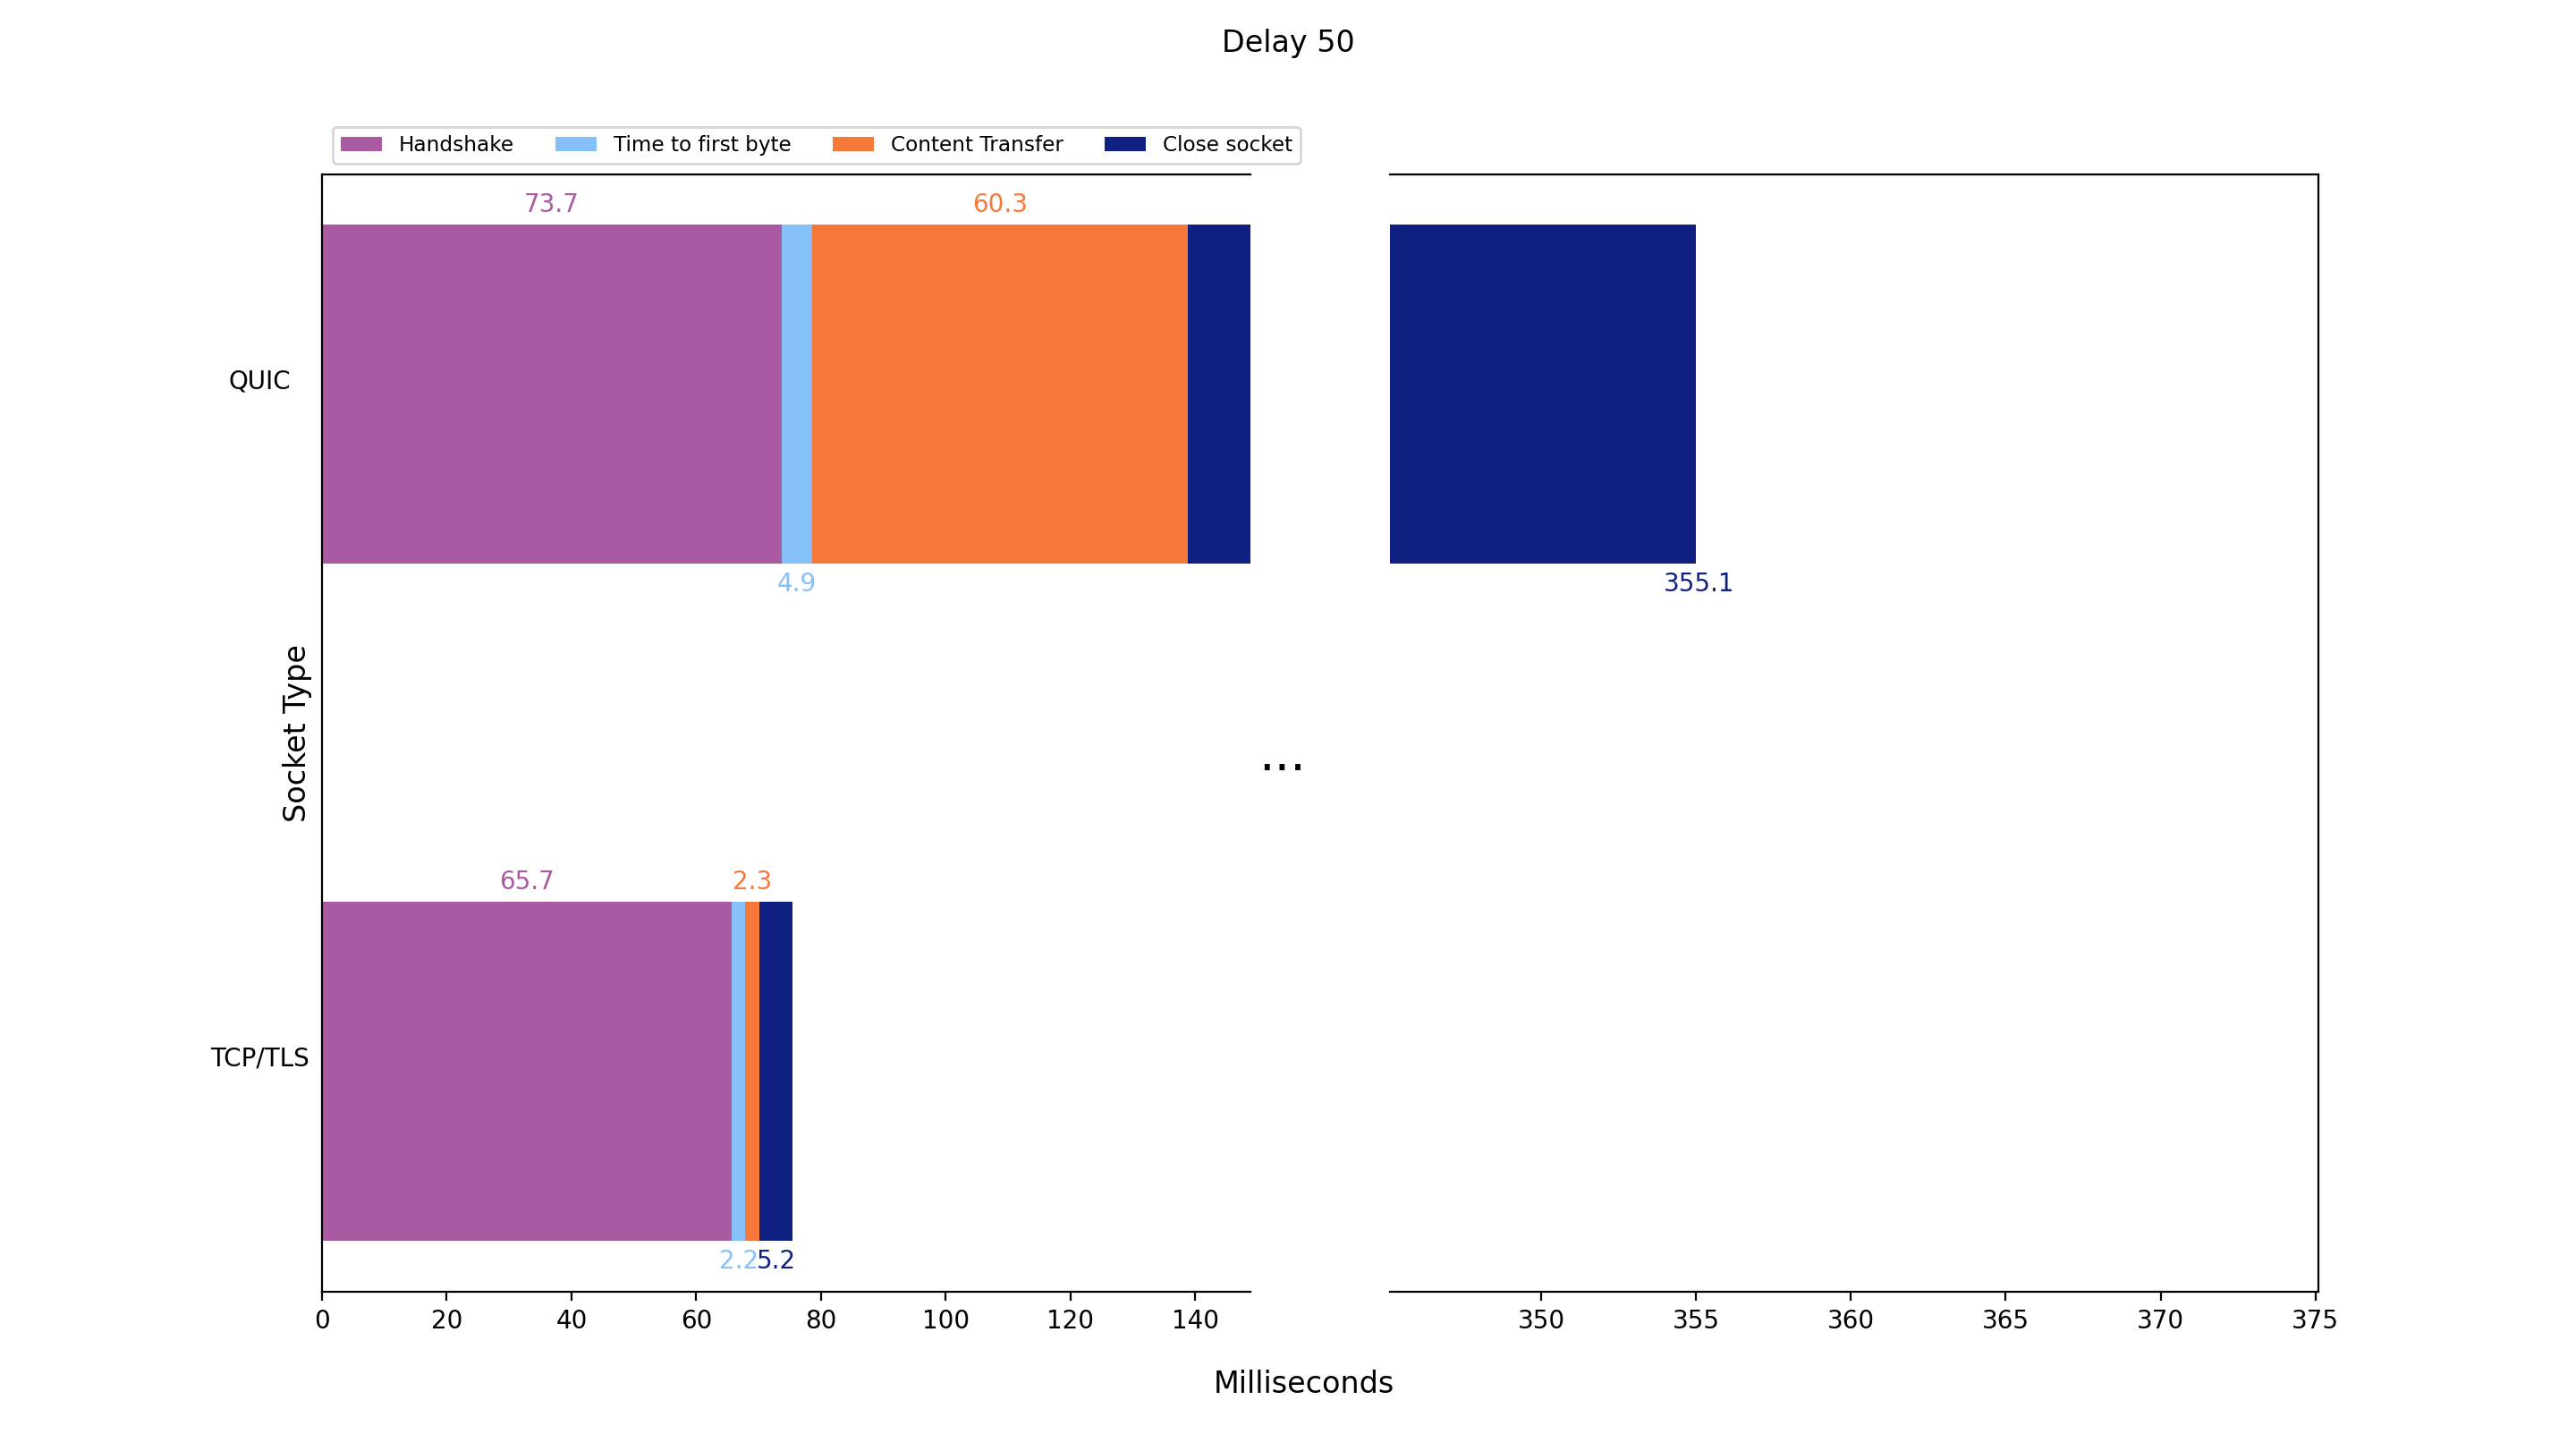 Delay 50
Handshake Time to first byte Content Transfer Close socket
73.7 60.3
QUIC
4.9 355.1
Socket Type
...
65.7 2.3
TCP/TLS
2.2 5.2
0 20 40 60 80 100 120 140 350 355 360 365 370 375
Milliseconds